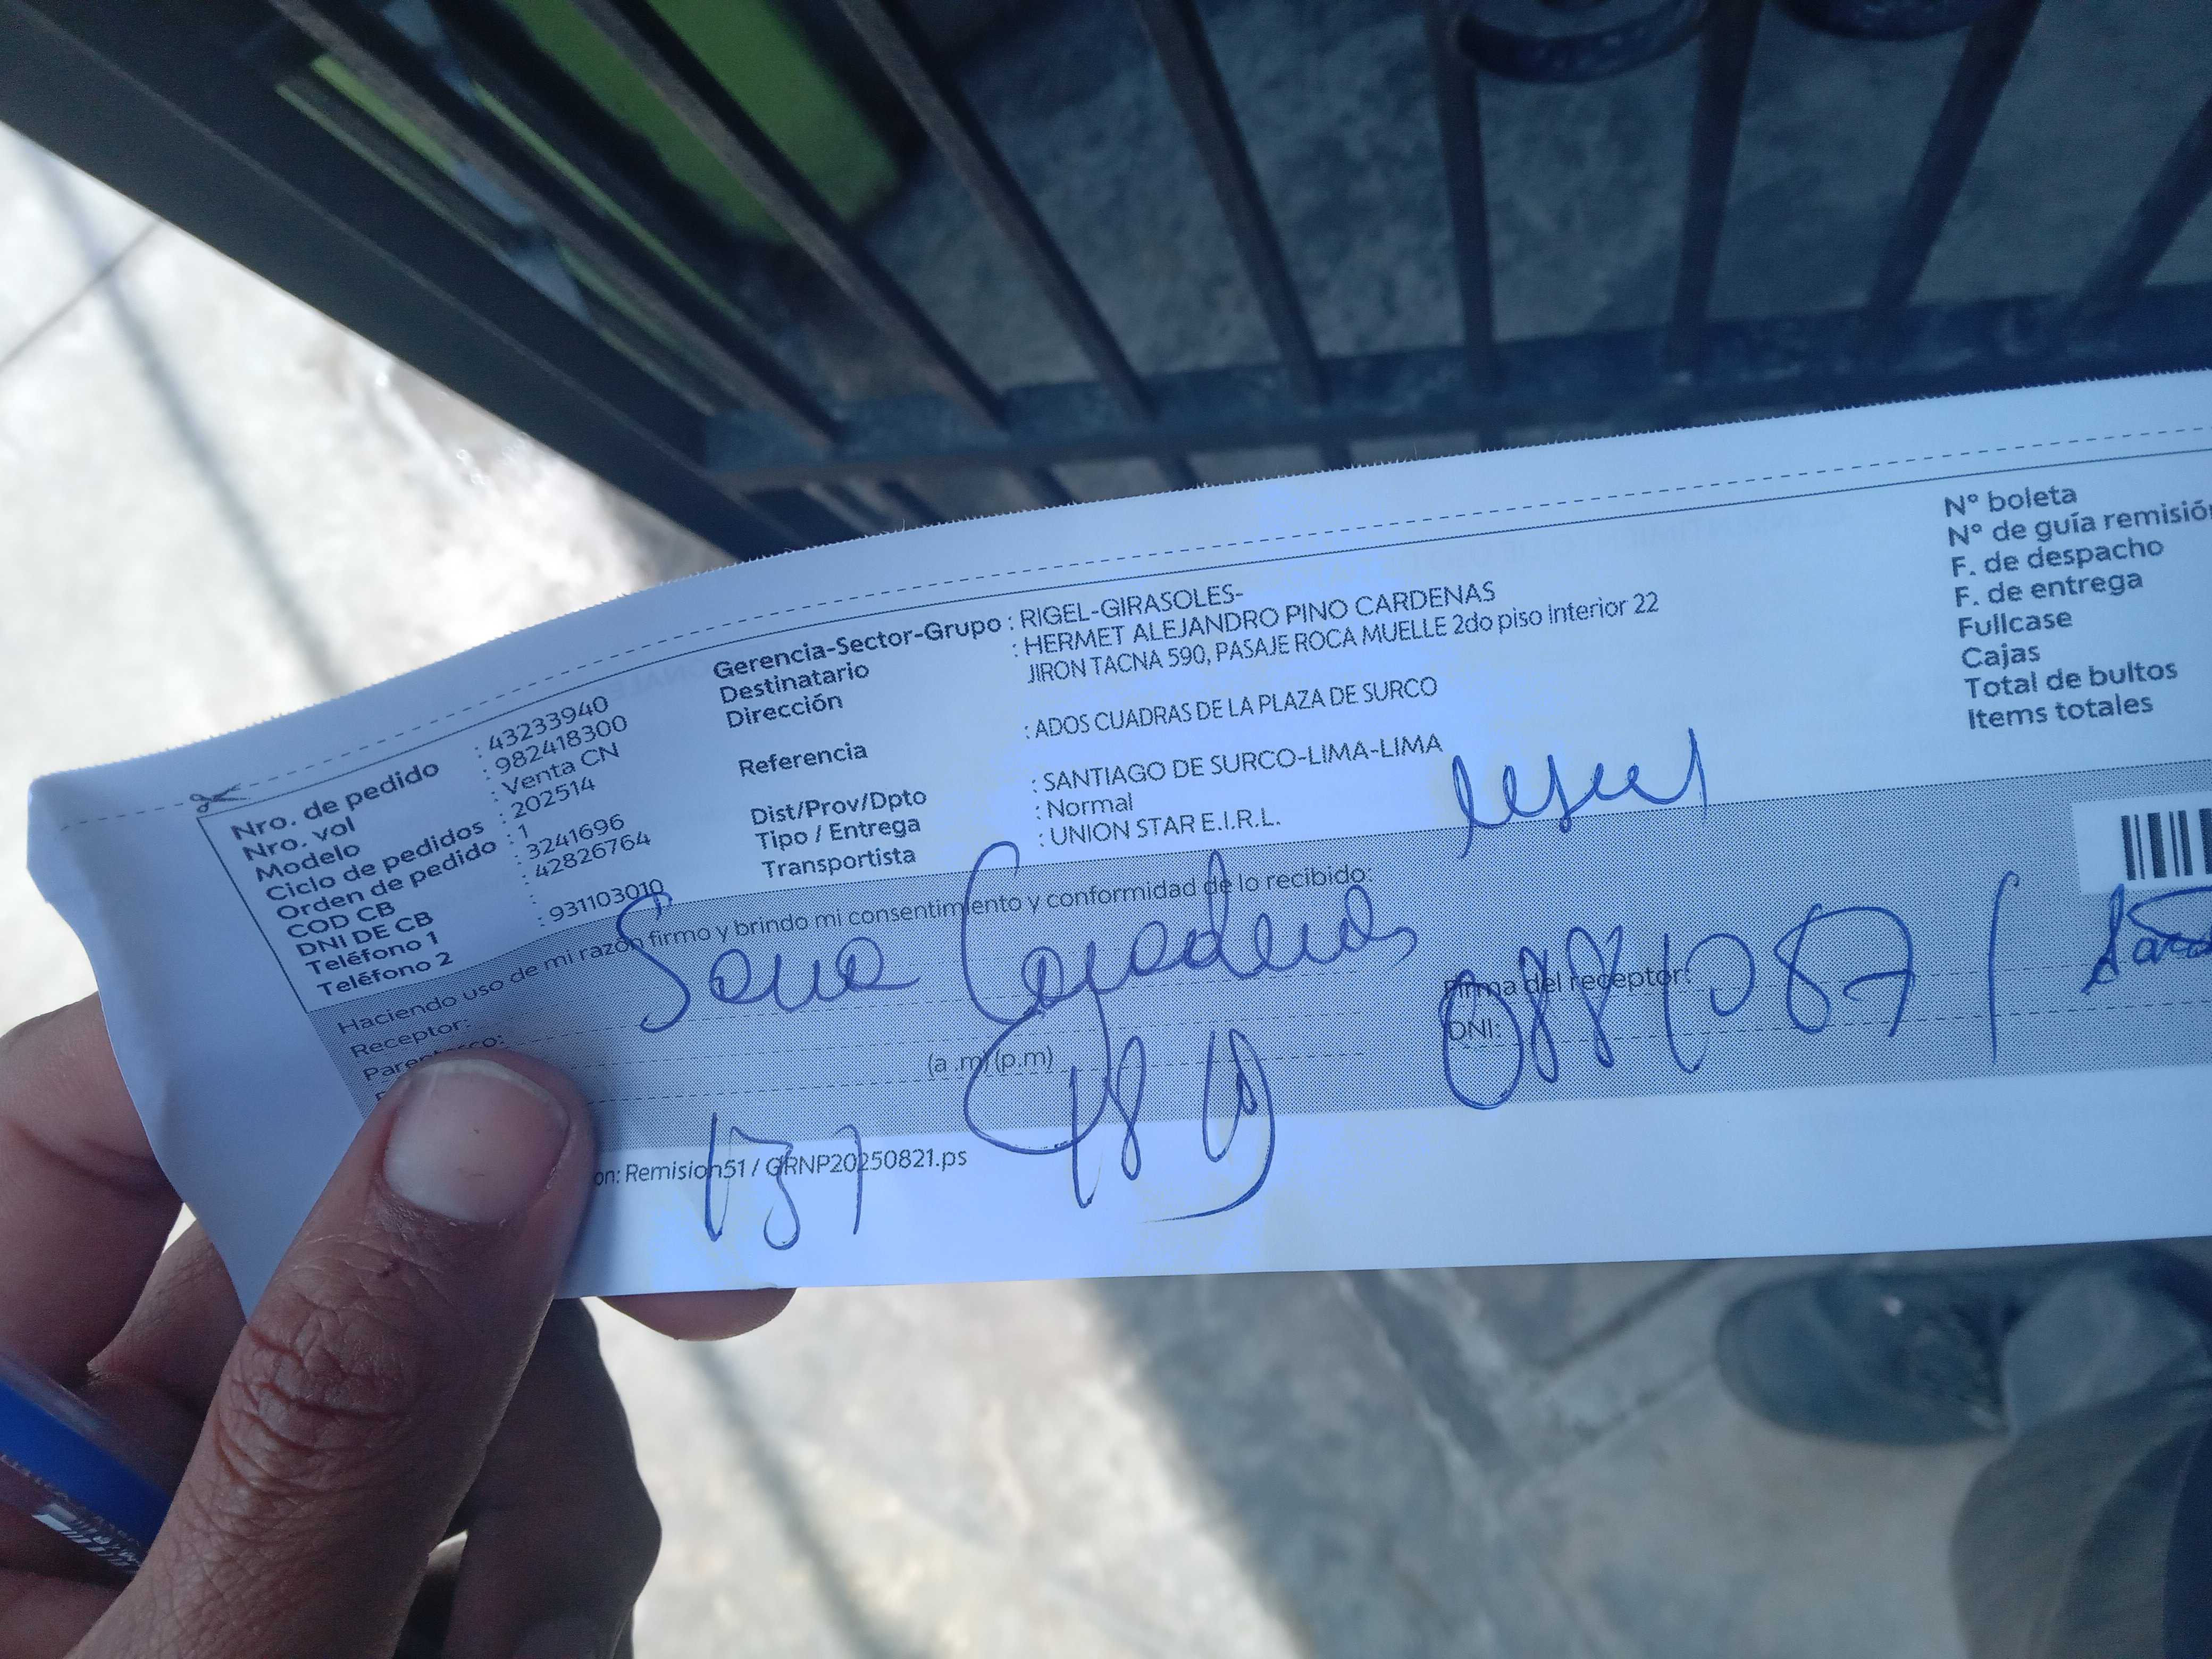 Nro. de pedido : 43233940
Nro. vol : 982418300
Modelo : Venta CN
Ciclo de pedidos : 202514
Orden de pedido : 1
COD CB : 3241696
DNI DE CB : 42826764
Teléfono 1 :
Teléfono 2 : 931103010
Gerencia-Sector-Grupo : RIGEL-GIRASOLES-
Destinatario : HERMET ALEJANDRO PINO CARDENAS
Dirección JIRON TACNA 590, PASAJE ROCA MUELLE 2do piso interior 22
Referencia : ADOS CUADRAS DE LA PLAZA DE SURCO
Dist/Prov/Dpto : SANTIAGO DE SURCO-LIMA-LIMA
Tipo / Entrega : Normal
Transportista : UNION STAR E.I.R.L.
N° boleta
N° de guía remisión
F. de despacho
F. de entrega
Fullcase
Cajas
Total de bultos
Items totales
Haciendo uso de mi razón firmo y brindo mi consentimiento y conformidad de lo recibido:
Receptor:
Parentesco:
(a .m) (p.m)
Firma del receptor:
DNI:
on: Remision51 / GRNP20250821.ps